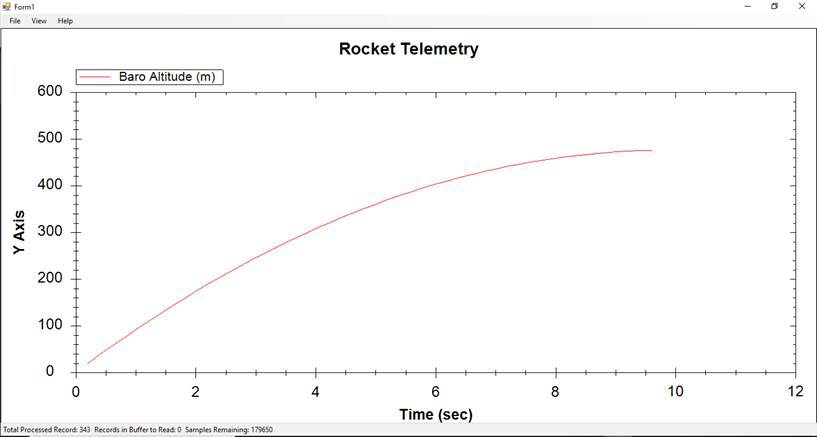 Form1
File View Help
Rocket Telemetry
Baro Altitude (m)
600
500
400
300
200
100
0
Y Axis
0 2 4 6 8 10 12
Time (sec)
Total Processed Record: 343 Records in Buffer to Read: 0 Samples Remaining: 179650